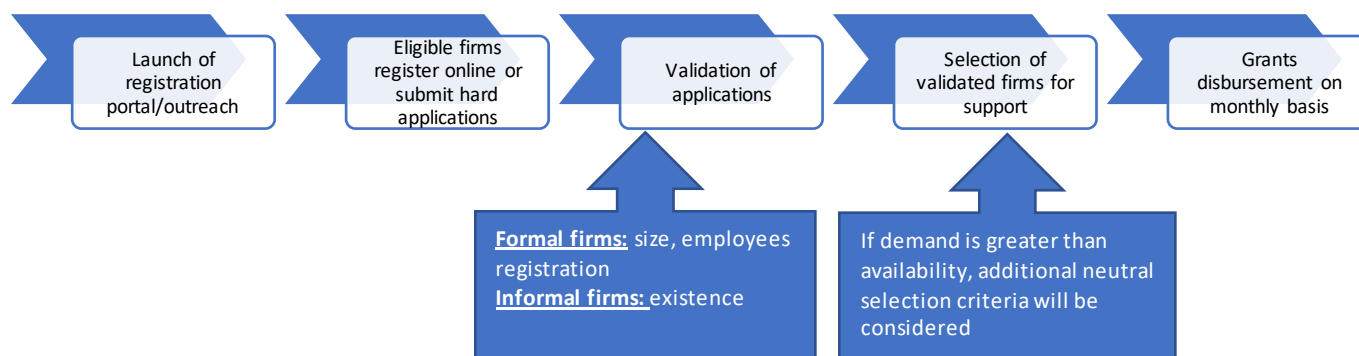 Launch of
registration
portal/outreach
Eligible firms
register online or
submit hard
applications
Validation of
applications
Selection of
validated firms for
support
Grants
disbursement on
monthly basis
Formal firms: size, employees
registration
Informal firms: existence
If demand is greater than
availability, additional neutral
selection criteria will be
considered